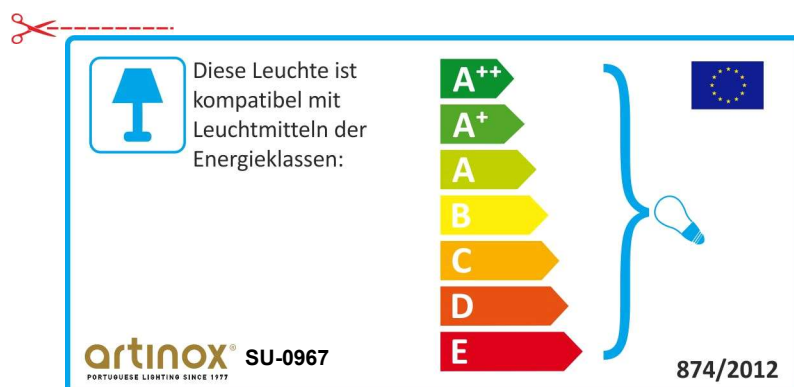 Diese Leuchte ist
kompatibel mit
Leuchtmitteln der
Energieklassen:
A++
A+
A
B
C
D
E
artinox® SU-0967
PORTUGUESE LIGHTING SINCE 1977
874/2012